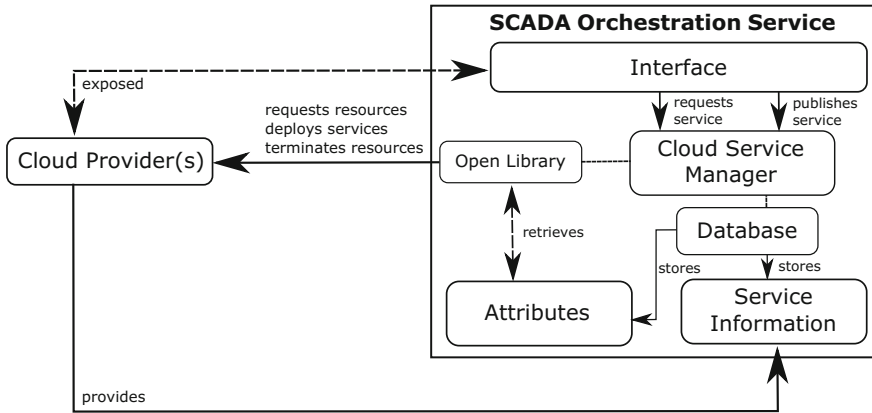 SCADA Orchestration Service
Interface
exposed
requests
service
publishes
service
requests resources
deploys services
terminates resources
Cloud Provider(s)
Open Library
Cloud Service
Manager
retrieves
Database
stores
stores
Attributes
Service
Information
provides